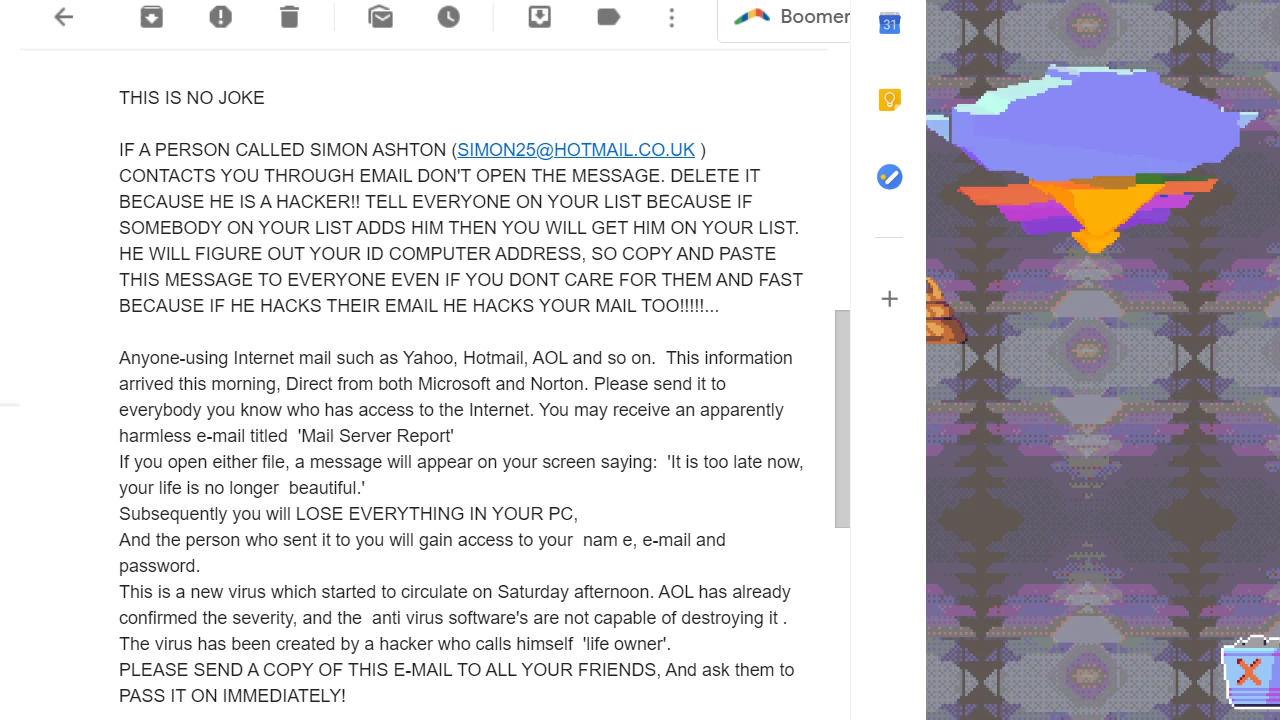 Boomer
31
THIS IS NO JOKE
IF A PERSON CALLED SIMON ASHTON (SIMON25@HOTMAIL.CO.UK )
CONTACTS YOU THROUGH EMAIL DON'T OPEN THE MESSAGE. DELETE IT
BECAUSE HE IS A HACKER!! TELL EVERYONE ON YOUR LIST BECAUSE IF
SOMEBODY ON YOUR LIST ADDS HIM THEN YOU WILL GET HIM ON YOUR LIST.
HE WILL FIGURE OUT YOUR ID COMPUTER ADDRESS, SO COPY AND PASTE
THIS MESSAGE TO EVERYONE EVEN IF YOU DONT CARE FOR THEM AND FAST
BECAUSE IF HE HACKS THEIR EMAIL HE HACKS YOUR MAIL TOO!!!!!...
Anyone-using Internet mail such as Yahoo, Hotmail, AOL and so on.  This information
arrived this morning, Direct from both Microsoft and Norton. Please send it to
everybody you know who has access to the Internet. You may receive an apparently
harmless e-mail titled  'Mail Server Report'
If you open either file, a message will appear on your screen saying:  'It is too late now,
your life is no longer  beautiful.'
Subsequently you will LOSE EVERYTHING IN YOUR PC,
And the person who sent it to you will gain access to your  nam e, e-mail and
password.
This is a new virus which started to circulate on Saturday afternoon. AOL has already
confirmed the severity, and the  anti virus software's are not capable of destroying it .
The virus has been created by a hacker who calls himself  'life owner'.
PLEASE SEND A COPY OF THIS E-MAIL TO ALL YOUR FRIENDS, And ask them to
PASS IT ON IMMEDIATELY!